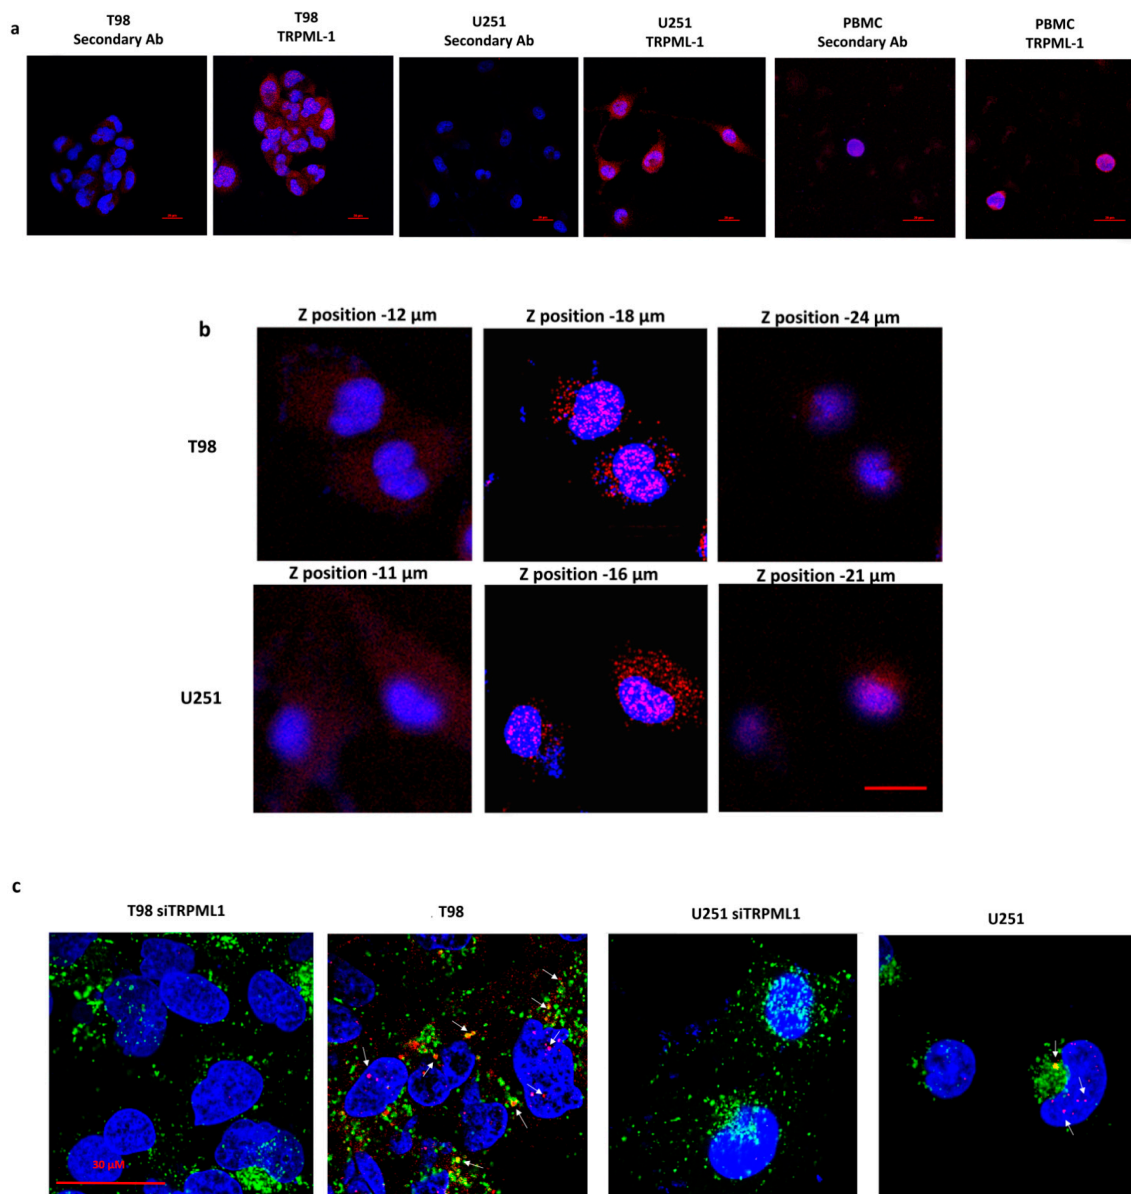 a
T98
Secondary Ab
T98
TRPML-1
U251
Secondary Ab
U251
TRPML-1
PBMC
Secondary Ab
PBMC
TRPML-1
b
Z position -12 μm
Z position -18 μm
Z position -24 μm
T98
Z position -11 μm
Z position -16 μm
Z position -21 μm
U251
c
T98 siTRPML1
T98
U251 siTRPML1
U251
30 μM